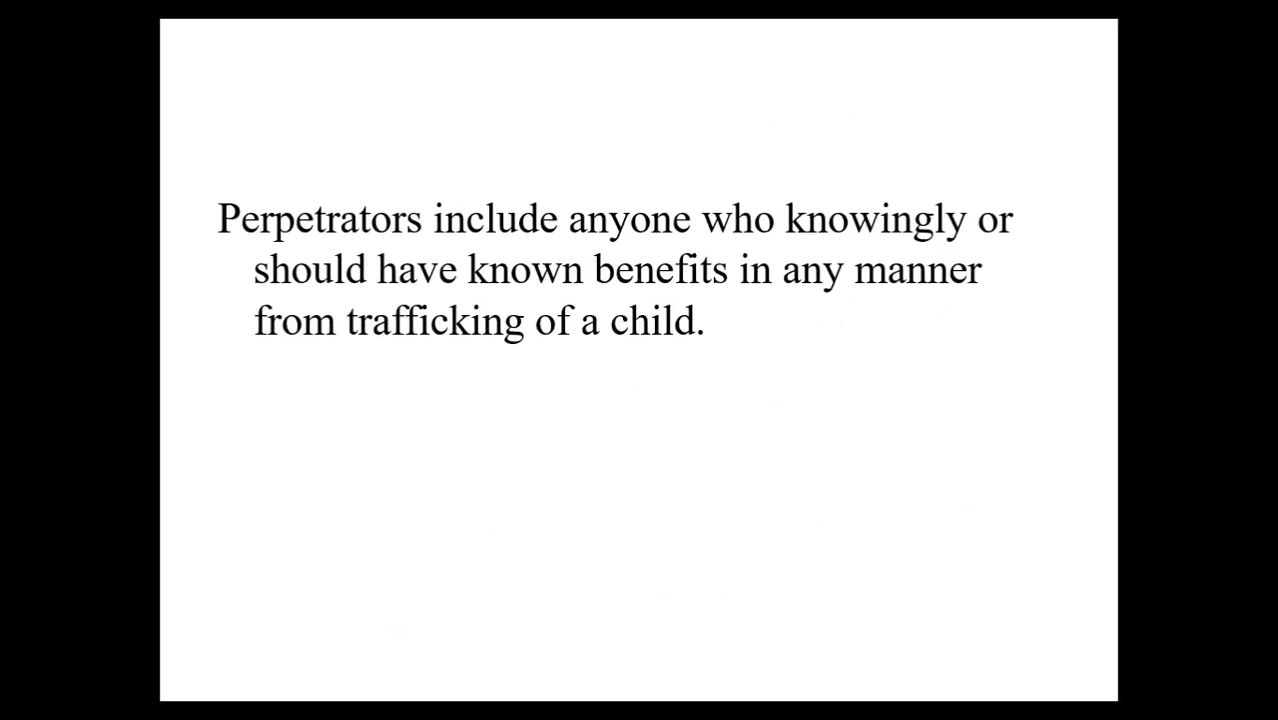 Perpetrators include anyone who knowingly or
should have known benefits in any manner
from trafficking of a child.